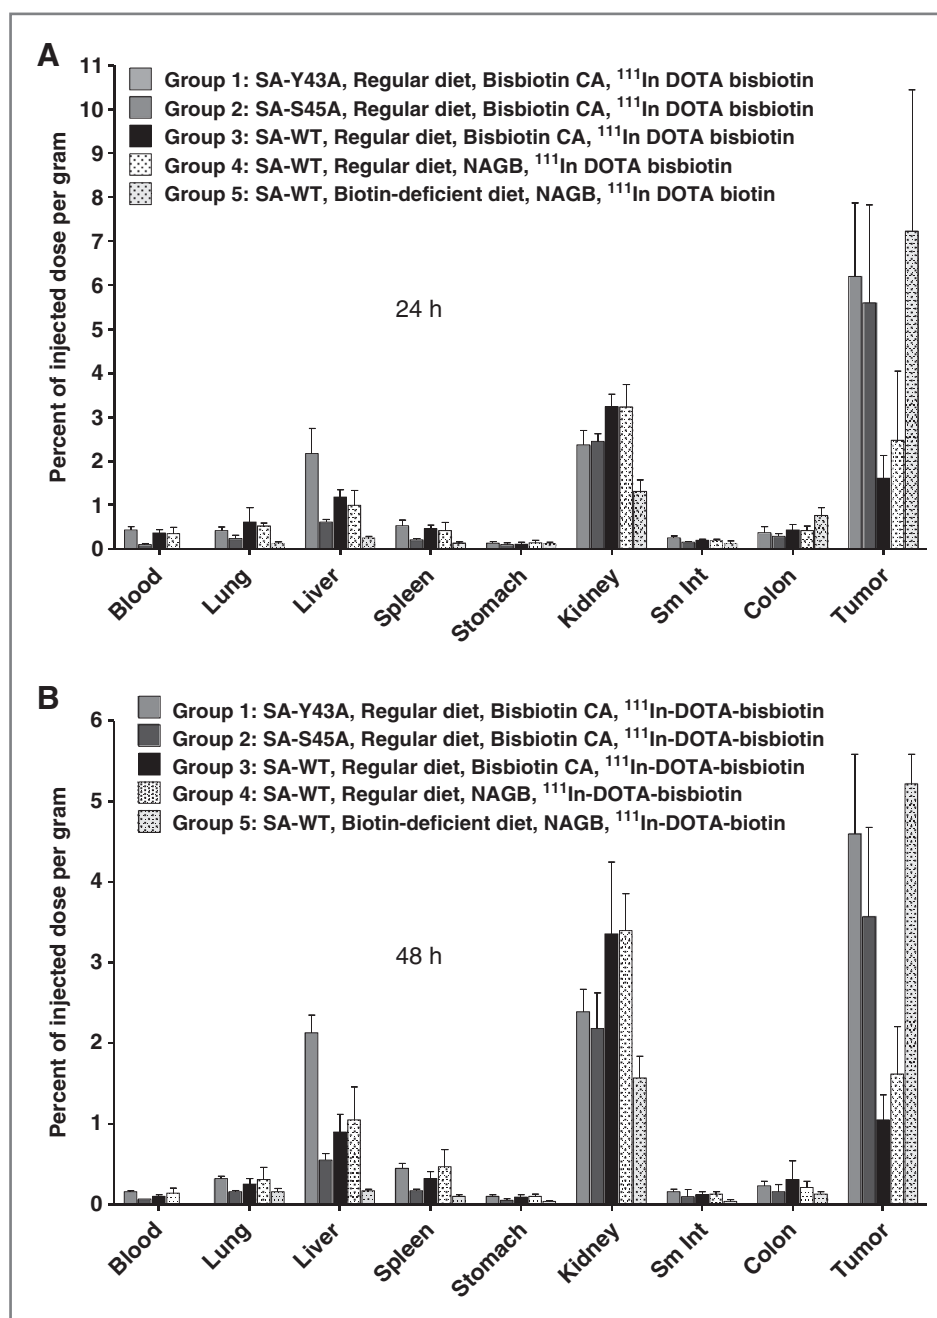 A
Percent of injected dose per gram
11
10
9
8
7
6
5
4
3
2
1
0
Group 1: SA-Y43A, Regular diet, Bisbiotin CA, ¹¹¹In DOTA bisbiotin
Group 2: SA-S45A, Regular diet, Bisbiotin CA, ¹¹¹In DOTA bisbiotin
Group 3: SA-WT, Regular diet, Bisbiotin CA, ¹¹¹In DOTA bisbiotin
Group 4: SA-WT, Regular diet, NAGB, ¹¹¹In DOTA bisbiotin
Group 5: SA-WT, Biotin-deficient diet, NAGB, ¹¹¹In DOTA biotin
24 h
Blood
Lung
Liver
Spleen
Stomach
Kidney
Sm Int
Colon
Tumor
B
Percent of injected dose per gram
6
5
4
3
2
1
0
Group 1: SA-Y43A, Regular diet, Bisbiotin CA, ¹¹¹In-DOTA-bisbiotin
Group 2: SA-S45A, Regular diet, Bisbiotin CA, ¹¹¹In-DOTA-bisbiotin
Group 3: SA-WT, Regular diet, Bisbiotin CA, ¹¹¹In-DOTA-bisbiotin
Group 4: SA-WT, Regular diet, NAGB, ¹¹¹In-DOTA-bisbiotin
Group 5: SA-WT, Biotin-deficient diet, NAGB, ¹¹¹In-DOTA-biotin
48 h
Blood
Lung
Liver
Spleen
Stomach
Kidney
Sm Int
Colon
Tumor